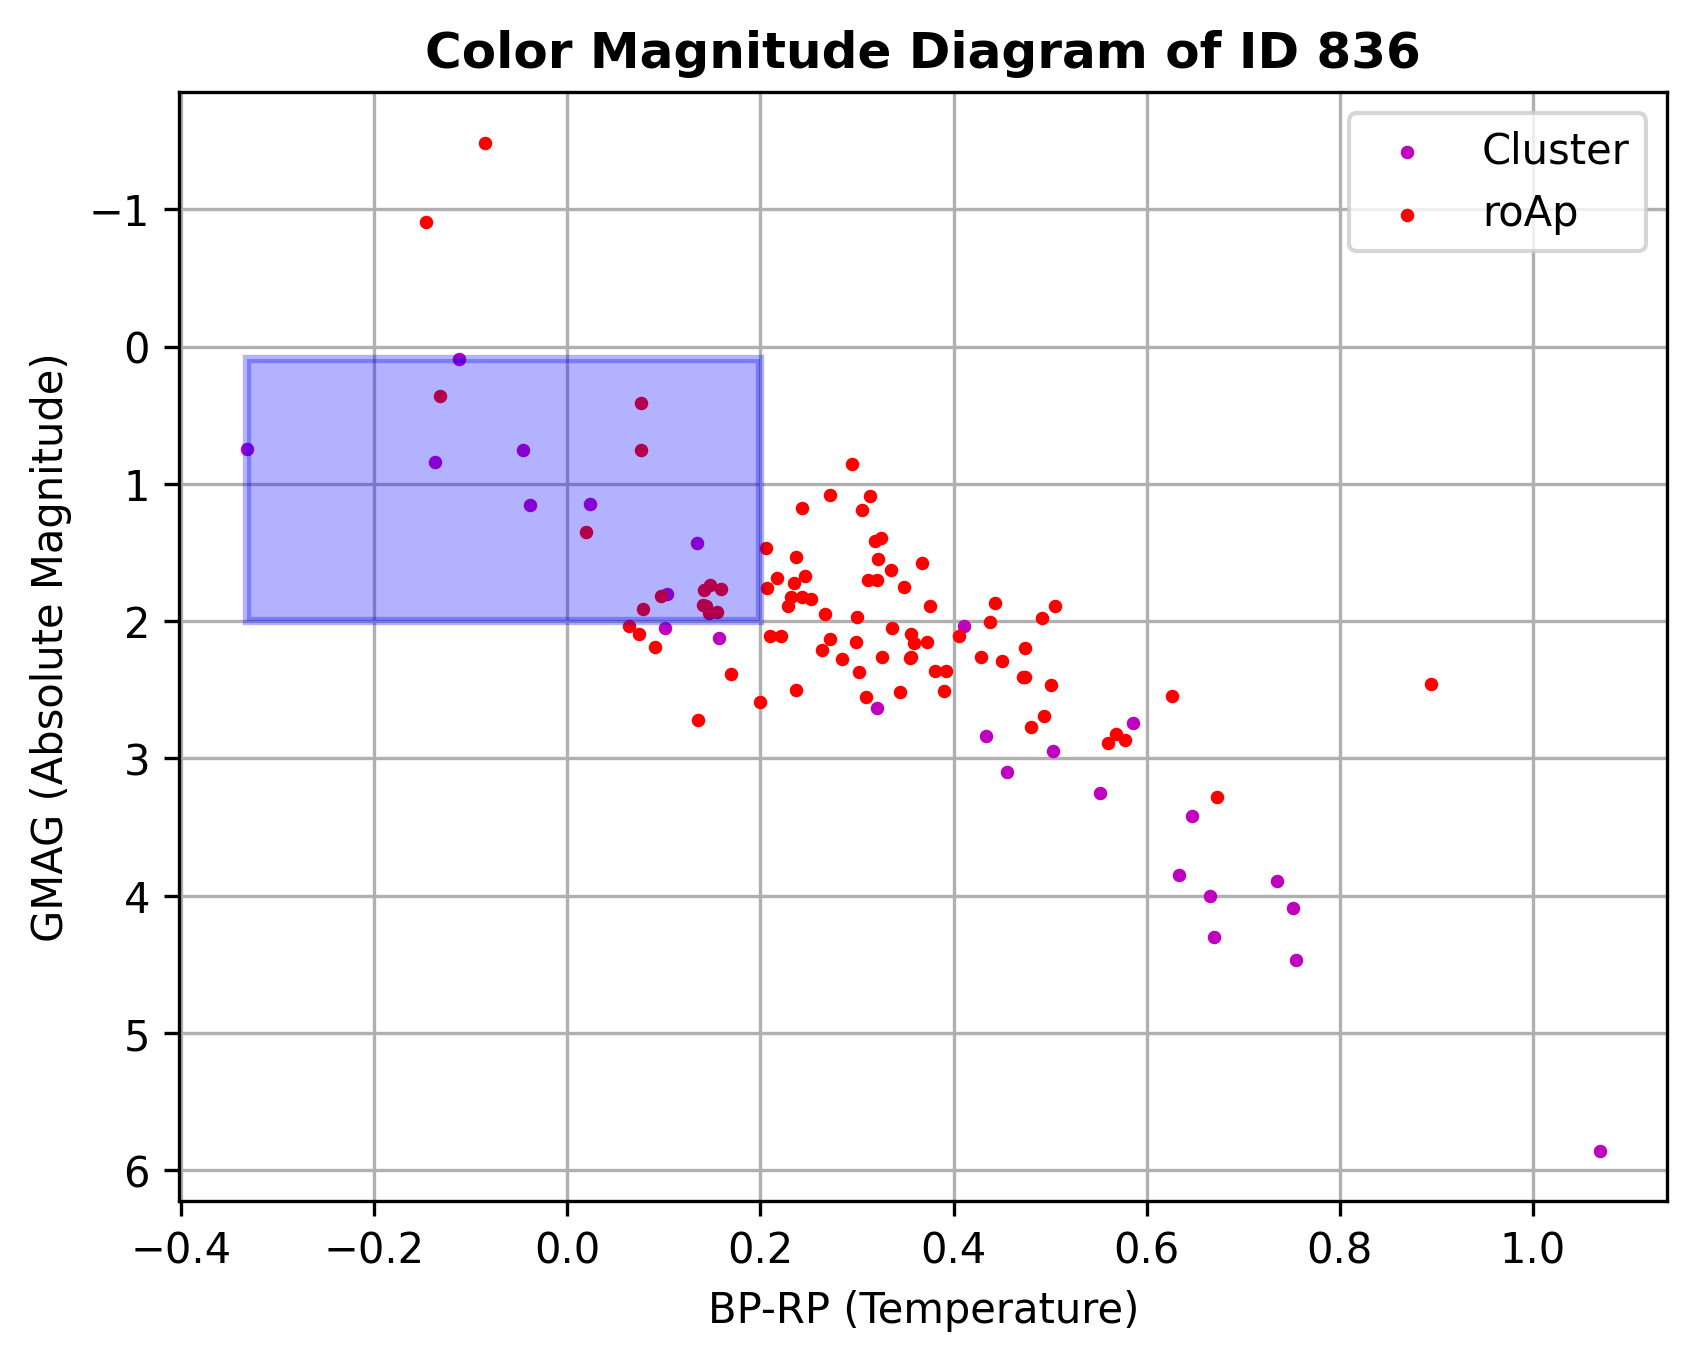 Color Magnitude Diagram of ID 836
Cluster
roAp
GMAG (Absolute Magnitude)
−1
0
1
2
3
4
5
6
−0.4 −0.2 0.0 0.2 0.4 0.6 0.8 1.0
BP-RP (Temperature)